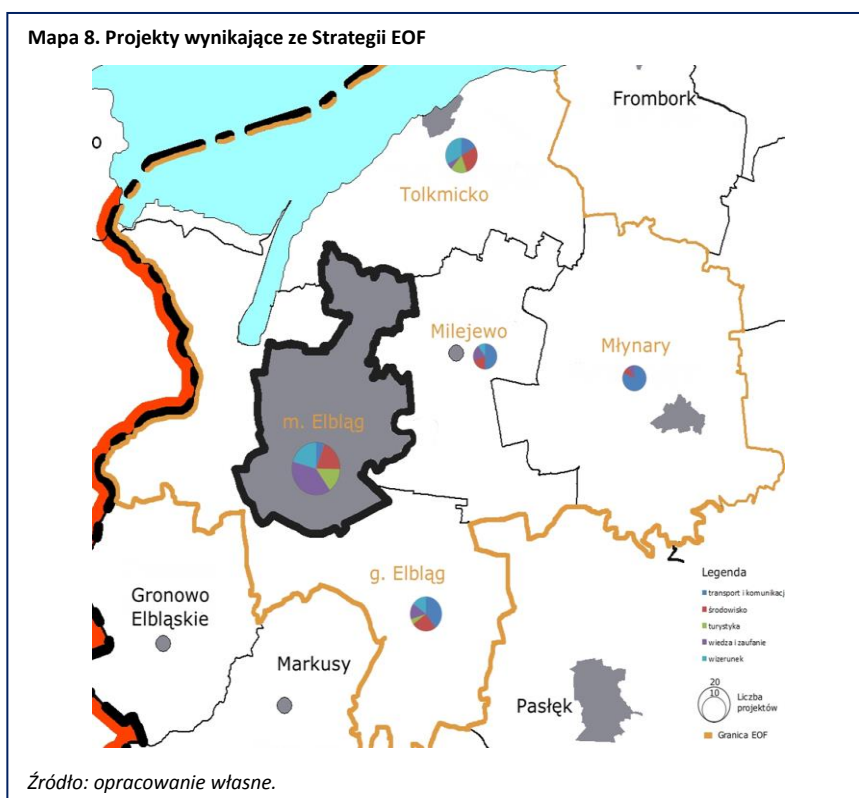 Mapa 8. Projekty wynikające ze Strategii EOF
Frombork
o
Tolkmicko
Milejewo
Młynary
m. Elbląg
g. Elbląg
Gronowo
Elbląskie
Markusy
Pasłęk
Legenda
transport i komunikacj
środowisko
turystyka
wiedza i zaufanie
wizerunek
20
10
Liczba
projektów
Granica EOF
Źródło: opracowanie własne.